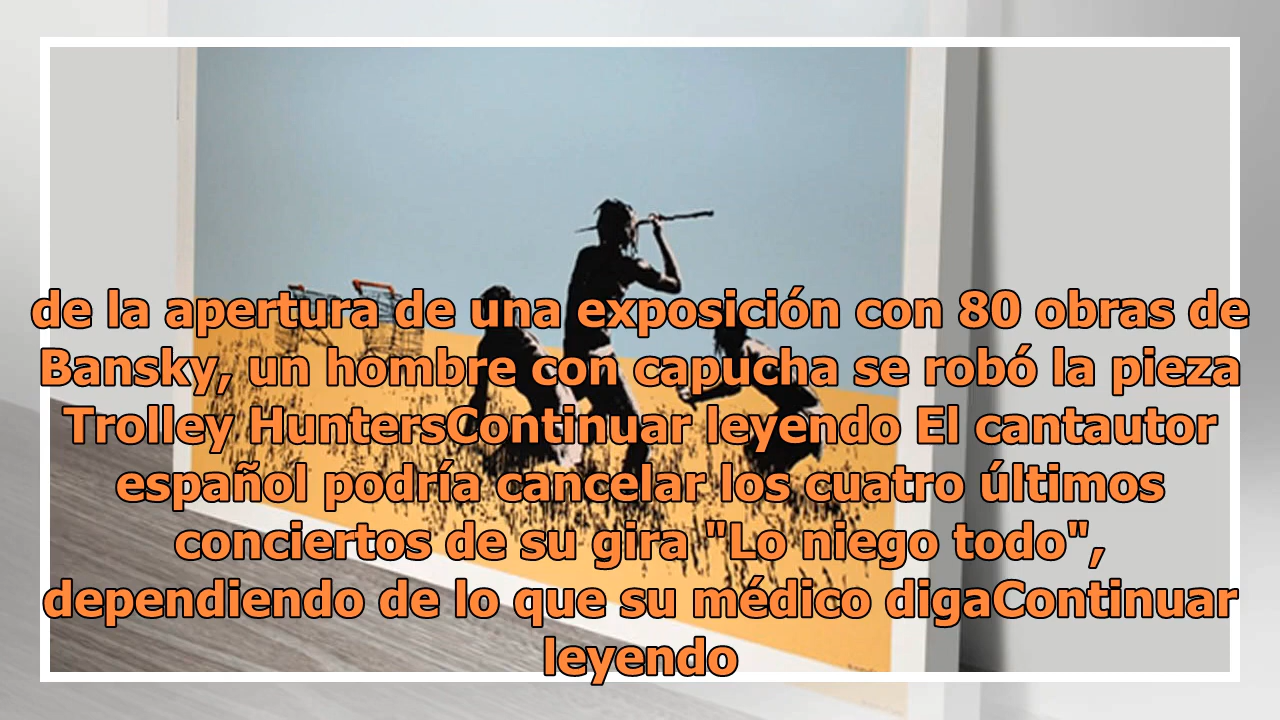 de la apertura de una exposición con 80 obras de
Bansky, un hombre con capucha se robó la pieza
Trolley HuntersContinuar leyendo El cantautor
español podría cancelar los cuatro últimos
conciertos de su gira "Lo niego todo",
dependiendo de lo que su médico digaContinuar
leyendo